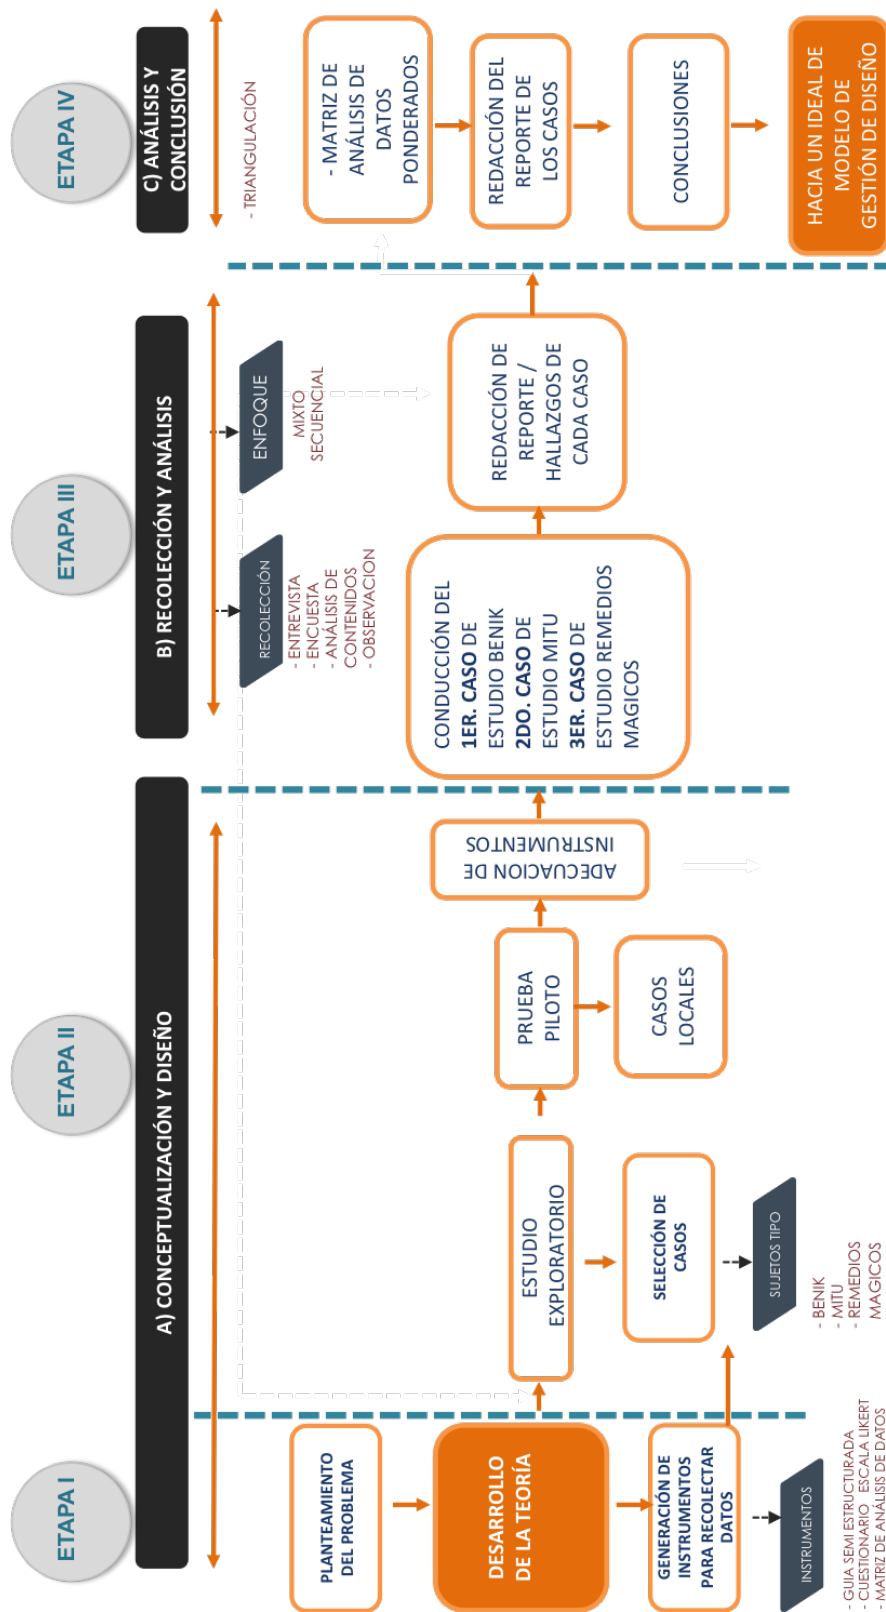 ETAPA I
ETAPA II
ETAPA III
ETAPA IV
A) CONCEPTUALIZACIÓN Y DISEÑO
B) RECOLECCIÓN Y ANÁLISIS
C) ANÁLISIS Y
CONCLUSIÓN
PLANTEAMIENTO
DEL PROBLEMA
DESARROLLO
DE LA TEORÍA
GENERACIÓN DE
INSTRUMENTOS
PARA RECOLECTAR
DATOS
INSTRUMENTOS
- GUIA SEMI ESTRUCTURADA
- CUESTIONARIO ESCALA LIKERT
- MATRIZ DE ANÁLISIS DE DATOS
ESTUDIO
EXPLORATORIO
SELECCIÓN DE
CASOS
SUJETOS TIPO
- BENIK
- MITU
- REMEDIOS
MAGICOS
PRUEBA
PILOTO
CASOS
LOCALES
ADECUACION DE
INSTRUMENTOS
RECOLECCIÓN
- ENTREVISTA
- ENCUESTA
- ANÁLISIS DE
CONTENIDOS
- OBSERVACION
ENFOQUE
MIXTO
SECUENCIAL
CONDUCCIÓN DEL
1ER. CASO DE
ESTUDIO BENIK
2DO. CASO DE
ESTUDIO MITU
3ER. CASO DE
ESTUDIO REMEDIOS
MAGICOS
REDACCIÓN DE
REPORTE /
HALLAZGOS DE
CADA CASO
- TRIANGULACIÓN
- MATRIZ DE
ANÁLISIS DE
DATOS
PONDERADOS
REDACCIÓN DEL
REPORTE DE
LOS CASOS
CONCLUSIONES
HACIA UN IDEAL DE
MODELO DE
GESTIÓN DE DISEÑO